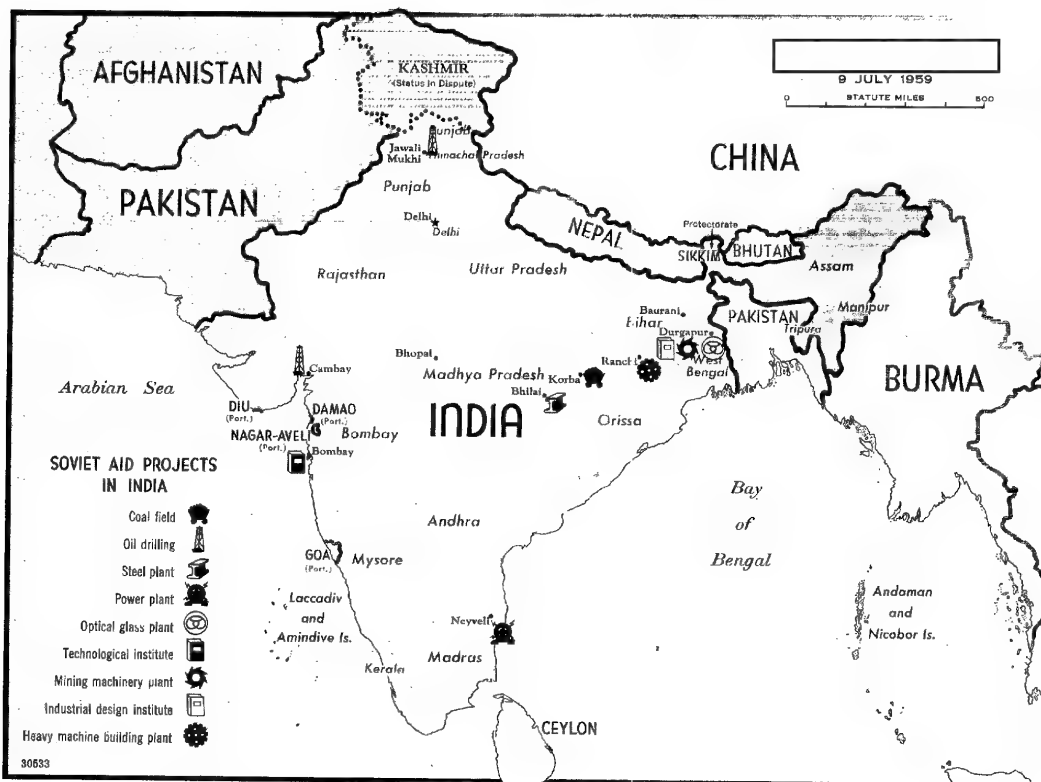 AFGHANISTAN
KASHMIR
(Status in Dispute)
9 JULY 1959
STATUTE MILES
0 500
CHINA
Punjab
Jawali
Mukhi
Himachal Pradesh
Punjab
PAKISTAN
Delhi
Delhi
NEPAL
Protectorate
SIKKIM
BHUTAN
Assam
Rajasthan
Uttar Pradesh
Baurani
Bihar
PAKISTAN
Manipur
Tripura
Durgapur
West
Bengal
Bhopal
Ranchi
Cambay
Madhya Pradesh
Korba
Bhilai
Arabian Sea
BURMA
DIU
(Port.)
DAMAO
(Port.)
INDIA
Orissa
NAGAR-AVELI
(Port.)
Bombay
Bombay
SOVIET AID PROJECTS
IN INDIA
Coal field
Oil drilling
Steel plant
Power plant
Optical glass plant
Technological institute
Mining machinery plant
Industrial design institute
Heavy machine building plant
30533
Bay
of
Bengal
Andhra
GOA
(Port.)
Mysore
Laccadiv
and
Amindive Is.
Andaman
and
Nicobar Is.
Neyveli
Madras
Kerala
CEYLON